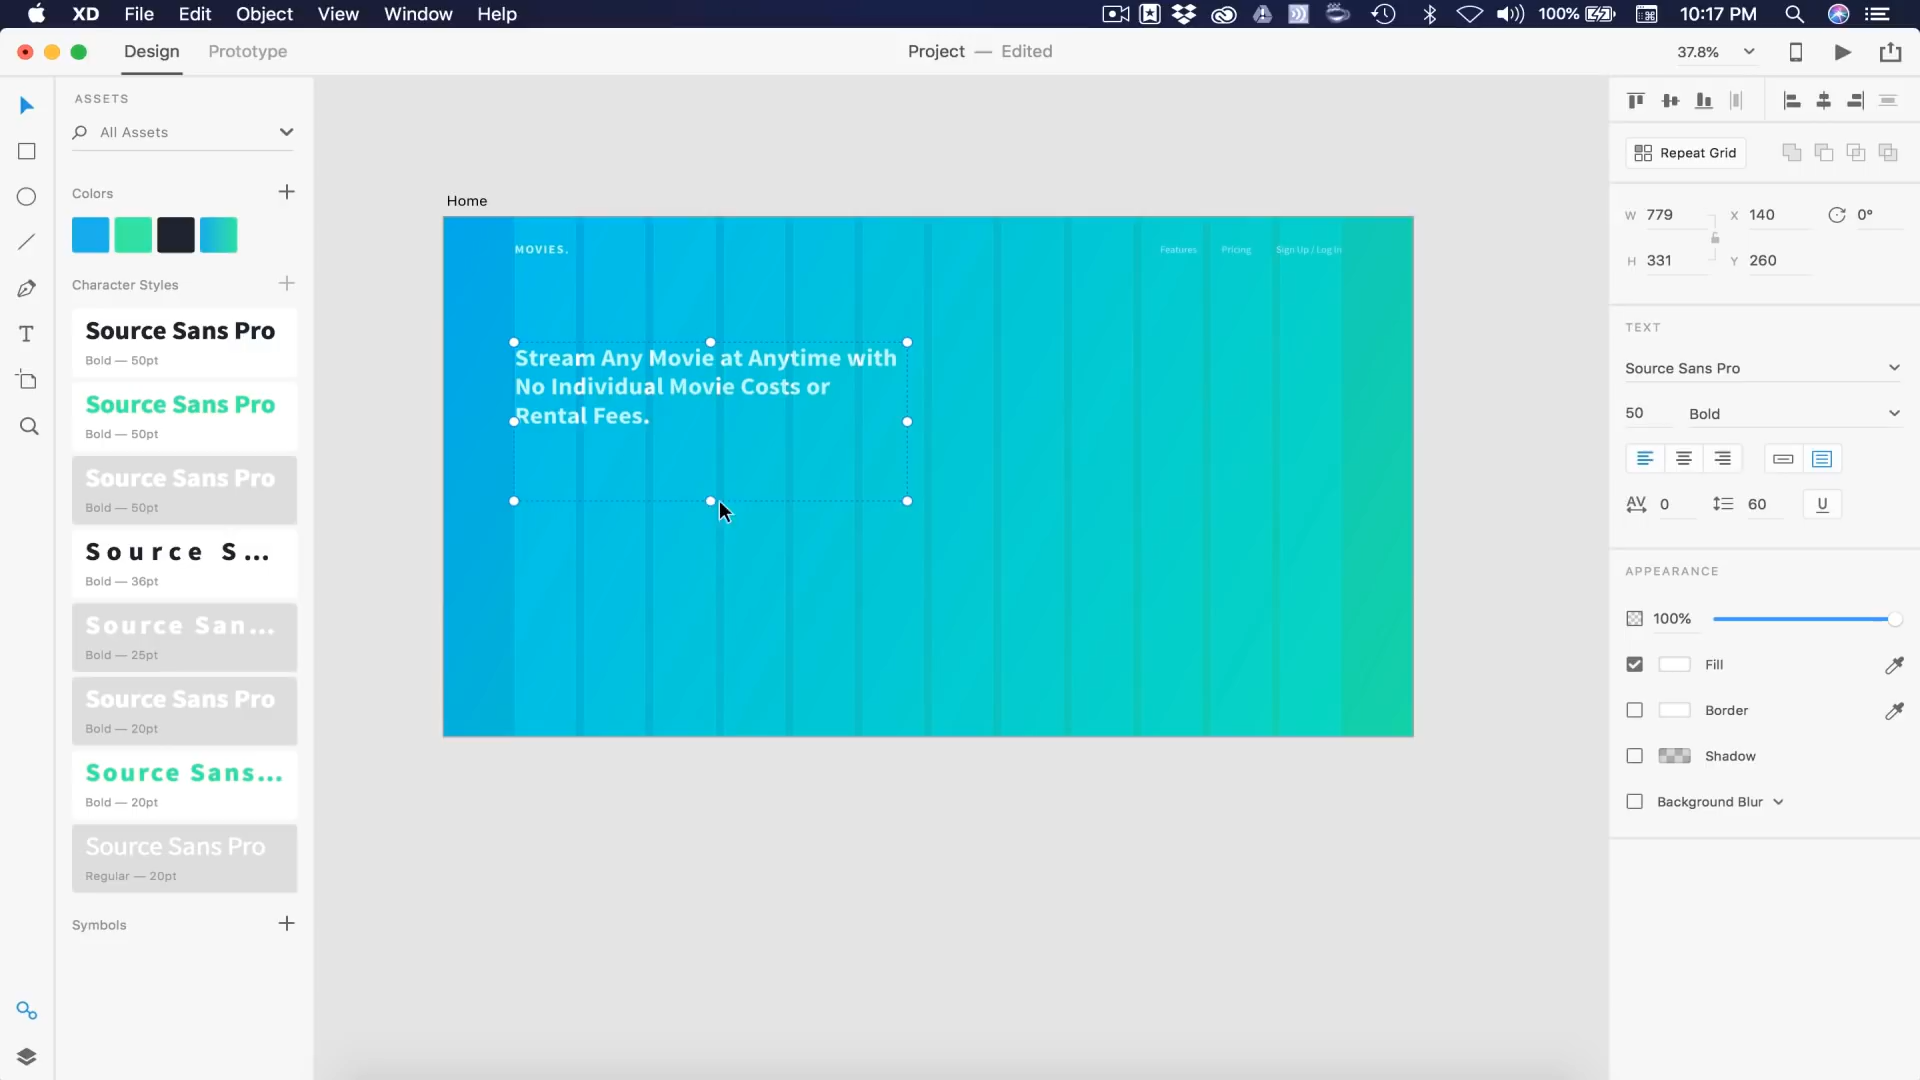 XD File Edit Object View Window Help
100% 10:17 PM
Design Prototype
Project — Edited
37.8%
ASSETS
All Assets
Colors
Character Styles
Source Sans Pro
Bold — 50pt
Source Sans Pro
Bold — 50pt
Source Sans Pro
Bold — 50pt
Source S...
Bold — 36pt
Source San...
Bold — 25pt
Source Sans Pro
Bold — 20pt
Source Sans...
Bold — 20pt
Source Sans Pro
Regular — 20pt
Symbols
Home
MOVIES.
Features Pricing Sign Up / Log In
Stream Any Movie at Anytime with
No Individual Movie Costs or
Rental Fees.
Repeat Grid
W 779 X 140 0°
H 331 Y 260
TEXT
Source Sans Pro
50 Bold
AV 0 60 U
APPEARANCE
100%
Fill
Border
Shadow
Background Blur